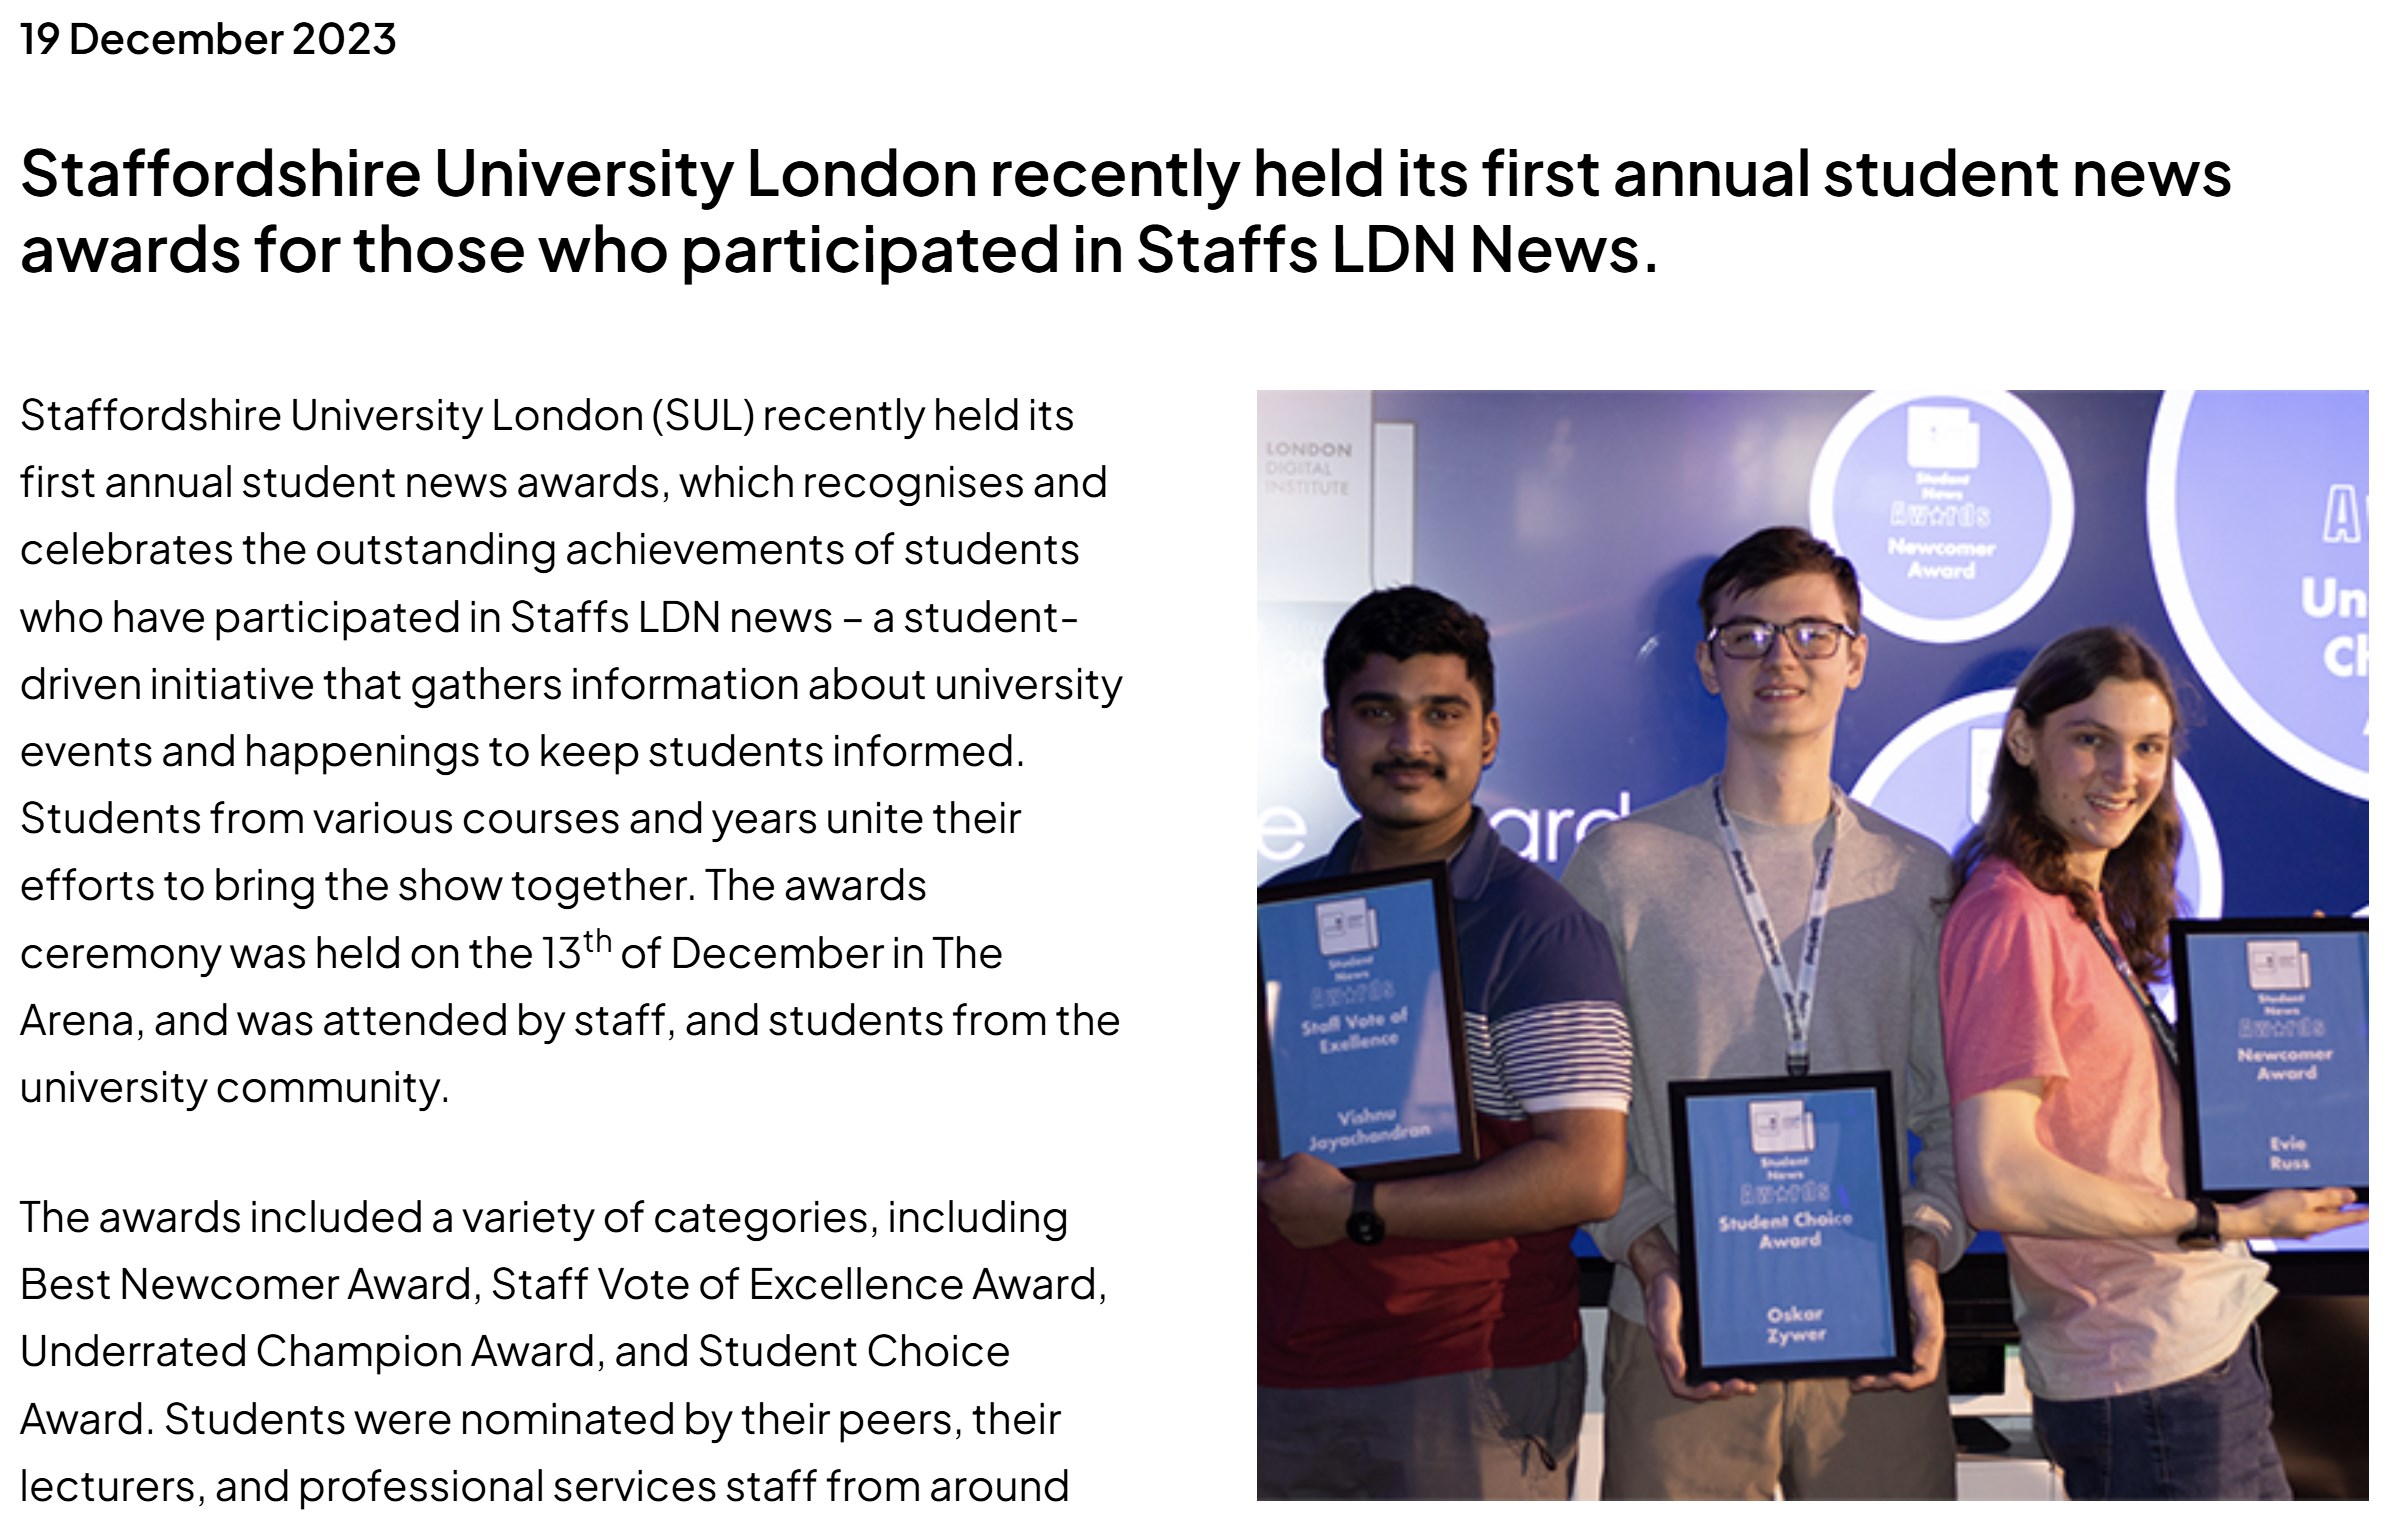 19 December 2023
Staffordshire University London recently held its first annual student news
awards for those who participated in Staffs LDN News.
Staffordshire University London (SUL) recently held its
first annual student news awards, which recognises and
celebrates the outstanding achievements of students
who have participated in Staffs LDN news – a student-
driven initiative that gathers information about university
events and happenings to keep students informed.
Students from various courses and years unite their
efforts to bring the show together. The awards
ceremony was held on the 13th of December in The
Arena, and was attended by staff, and students from the
university community.
The awards included a variety of categories, including
Best Newcomer Award, Staff Vote of Excellence Award,
Underrated Champion Award, and Student Choice
Award. Students were nominated by their peers, their
lecturers, and professional services staff from around
LONDON
DIGITAL
INSTITUTE
Student
News
Awards
Newcomer
Award
A
Un
Ch
e
ard
Student
News
Awards
Staff Vote of
Exellence
Vishnu
Jayachandran
Student
News
Awards
Student Choice
Award
Oskar
Zywer
Student
News
Awards
Newcomer
Award
Evie
Russ